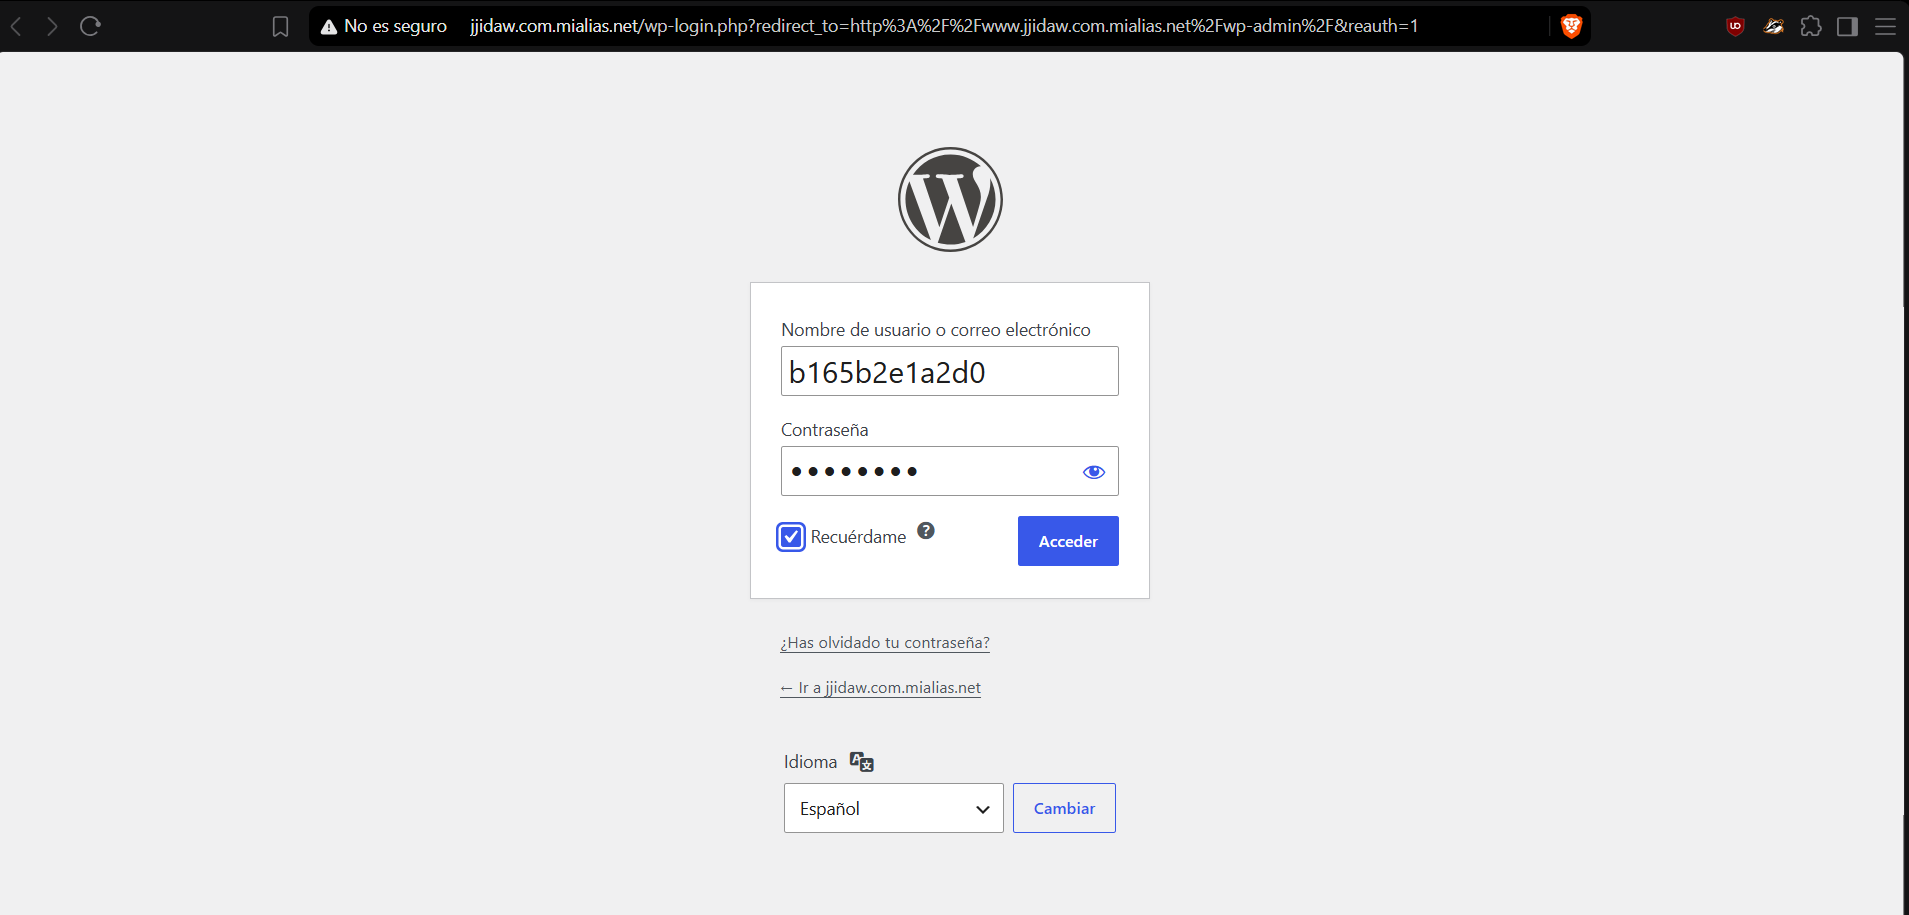 No es seguro jjidaw.com.mialias.net/wp-login.php?redirect_to=http%3A%2F%2Fwww.jjidaw.com.mialias.net%2Fwp-admin%2F&reauth=1
Nombre de usuario o correo electrónico
b165b2e1a2d0
Contraseña
Recuérdame
Acceder
¿Has olvidado tu contraseña?
← Ir a jjidaw.com.mialias.net
Idioma
Español
Cambiar